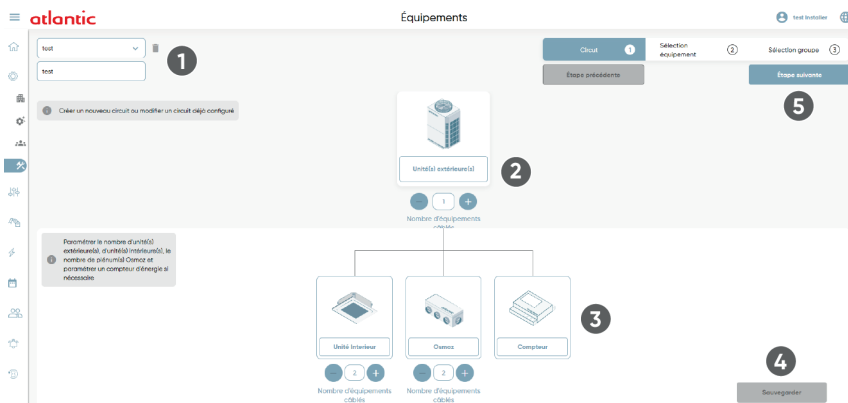 atlantic
Équipements
test Installer
test
1
test
Circuit 1
Sélection
équipement
2
Sélection groupe 3
Étape précédente
Étape suivante
5
Créer un nouveau circuit ou modifier un circuit déjà configuré
Unité(s) extérieure(s)
2
− 1 +
Nombre d'équipements
câblés
Paramétrer le nombre d'unité(s)
extérieure(s), d'unité(s) intérieure(s), le
nombre de plénum(s) Osmoz et
paramétrer un compteur d'énergie si
nécessaire
Unité Interieur
Osmoz
Compteur
3
− 2 +
− 2 +
Nombre d'équipements
câblés
Nombre d'équipements
câblés
4
Sauvegarder